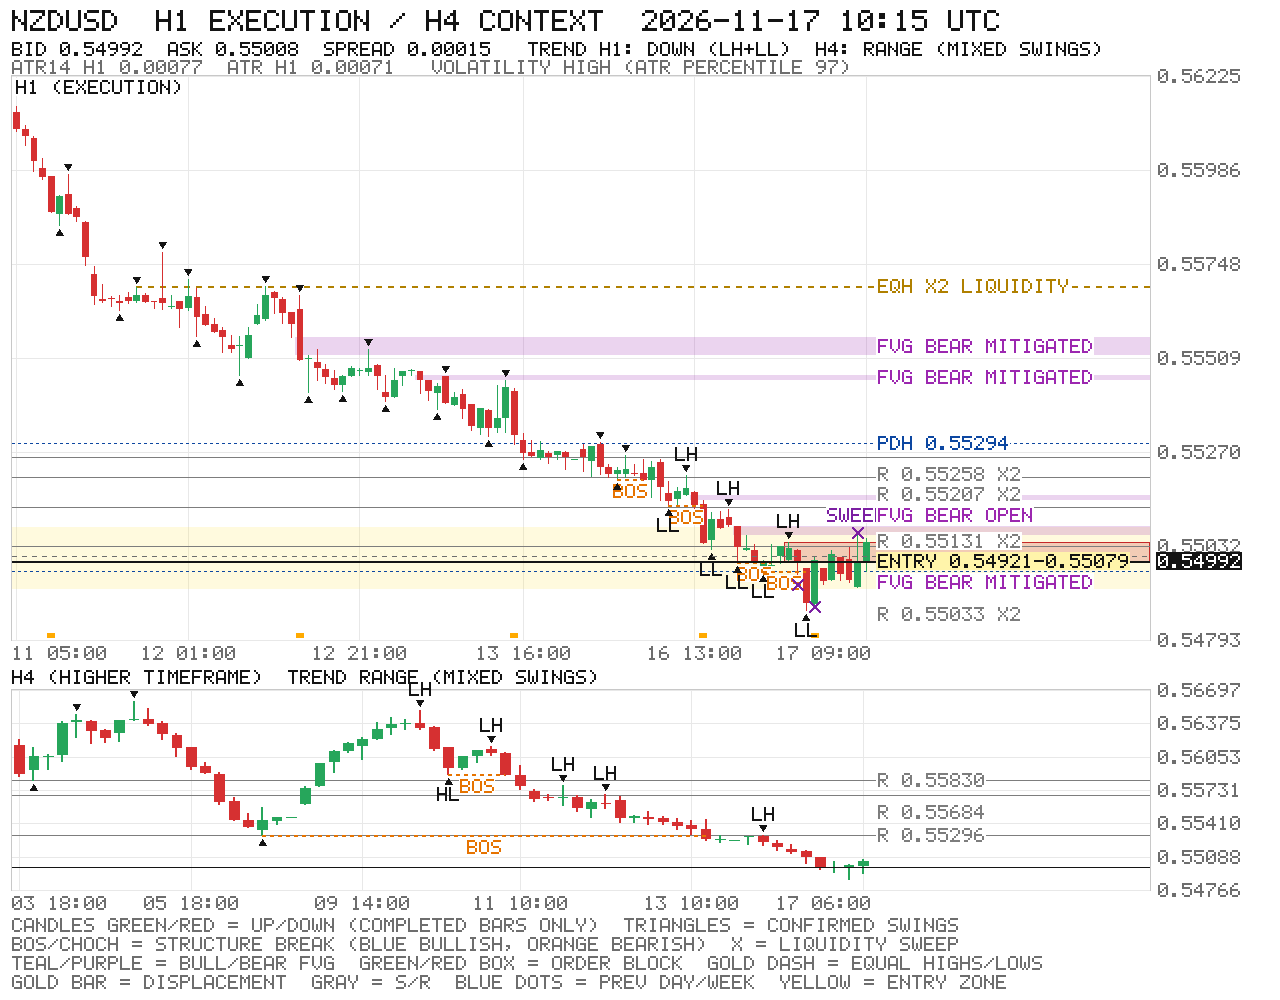 NZDUSD  H1 EXECUTION / H4 CONTEXT  2026-11-17 10:15 UTC
BID 0.54992  ASK 0.55008  SPREAD 0.00015  TREND H1: DOWN (LH+LL)  H4: RANGE (MIXED SWINGS)
ATR14 H1 0.00077  ATR H1 0.00071  VOLATILITY HIGH (ATR PERCENTILE 97)
0.56225
H1 (EXECUTION)
0.55986
0.55748
EQH X2 LIQUIDITY
FVG BEAR MITIGATED
0.55509
FVG BEAR MITIGATED
PDH 0.55294
0.55270
LH
R 0.55258 X2
LH
BOS
R 0.55207 X2
LH
BOS
LL
SWEE
FVG BEAR OPEN
R 0.55131 X2
0.55032
ENTRY 0.54921-0.55079
0.54992
LL
BOS
LL
BOS
FVG BEAR MITIGATED
LL
R 0.55033 X2
LL
0.54793
11 05:00  12 01:00  12 21:00  13 16:00  16 13:00  17 09:00
H4 (HIGHER TIMEFRAME)  TREND RANGE (MIXED SWINGS)
LH
0.56697
LH
0.56375
LH
0.56053
LH
BOS
R 0.55830
HL
0.55731
LH
R 0.55684
0.55410
R 0.55296
BOS
0.55088
0.54766
03 18:00  05 18:00  09 14:00  11 10:00  13 10:00  17 06:00
CANDLES GREEN/RED = UP/DOWN (COMPLETED BARS ONLY)  TRIANGLES = CONFIRMED SWINGS
BOS/CHOCH = STRUCTURE BREAK (BLUE BULLISH, ORANGE BEARISH)  X = LIQUIDITY SWEEP
TEAL/PURPLE = BULL/BEAR FVG  GREEN/RED BOX = ORDER BLOCK  GOLD DASH = EQUAL HIGHS/LOWS
GOLD BAR = DISPLACEMENT  GRAY = S/R  BLUE DOTS = PREV DAY/WEEK  YELLOW = ENTRY ZONE